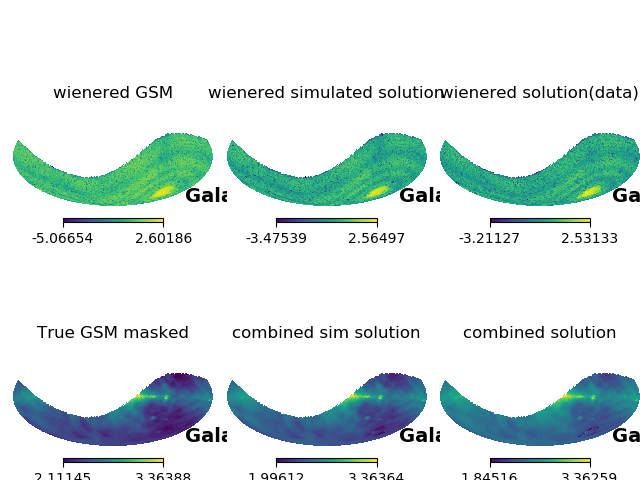 wienered GSM
wienered simulated solution
wienered solution(data)
Gala
Gala
Ga
-5.06654 2.60186
-3.47539 2.56497
-3.21127 2.53133
True GSM masked
combined sim solution
combined solution
Gala
Gala
Ga
2.11145 3.36388
1.99612 3.36364
1.84516 3.36259